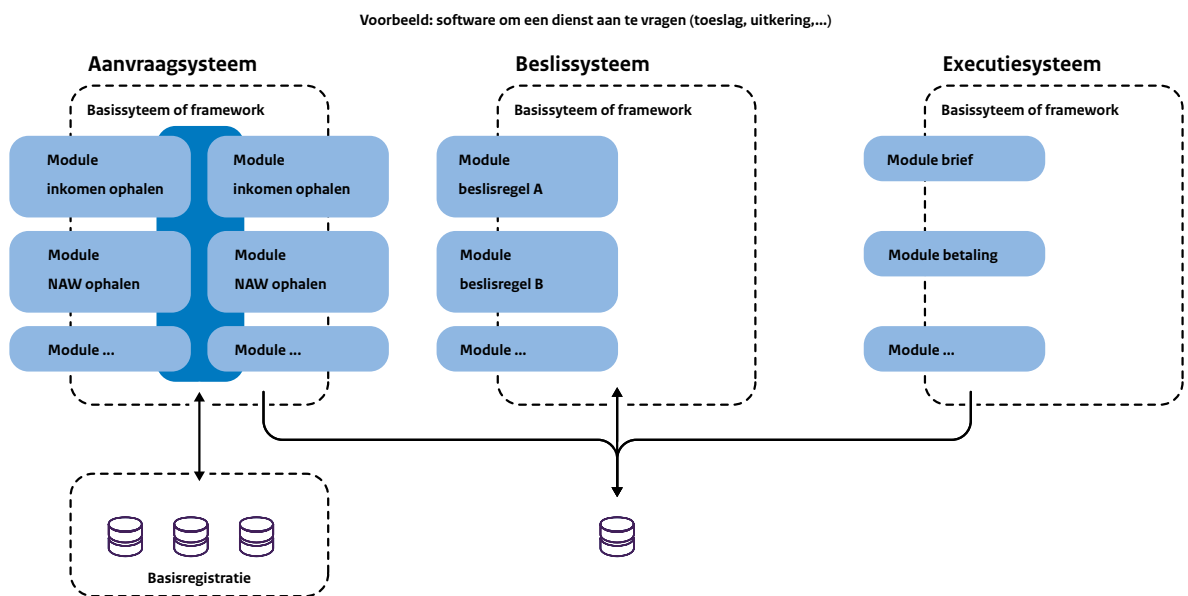 Voorbeeld: software om een dienst aan te vragen (toeslag, uitkering,...)
Aanvraagsysteem
Basissyteem of framework
Module
inkomen ophalen
Module
inkomen ophalen
Module
NAW ophalen
Module
NAW ophalen
Module ...
Module ...
Basisregistratie
Beslissysteem
Basissyteem of framework
Module
beslisregel A
Module
beslisregel B
Module ...
Executiesysteem
Basissyteem of framework
Module brief
Module betaling
Module ...